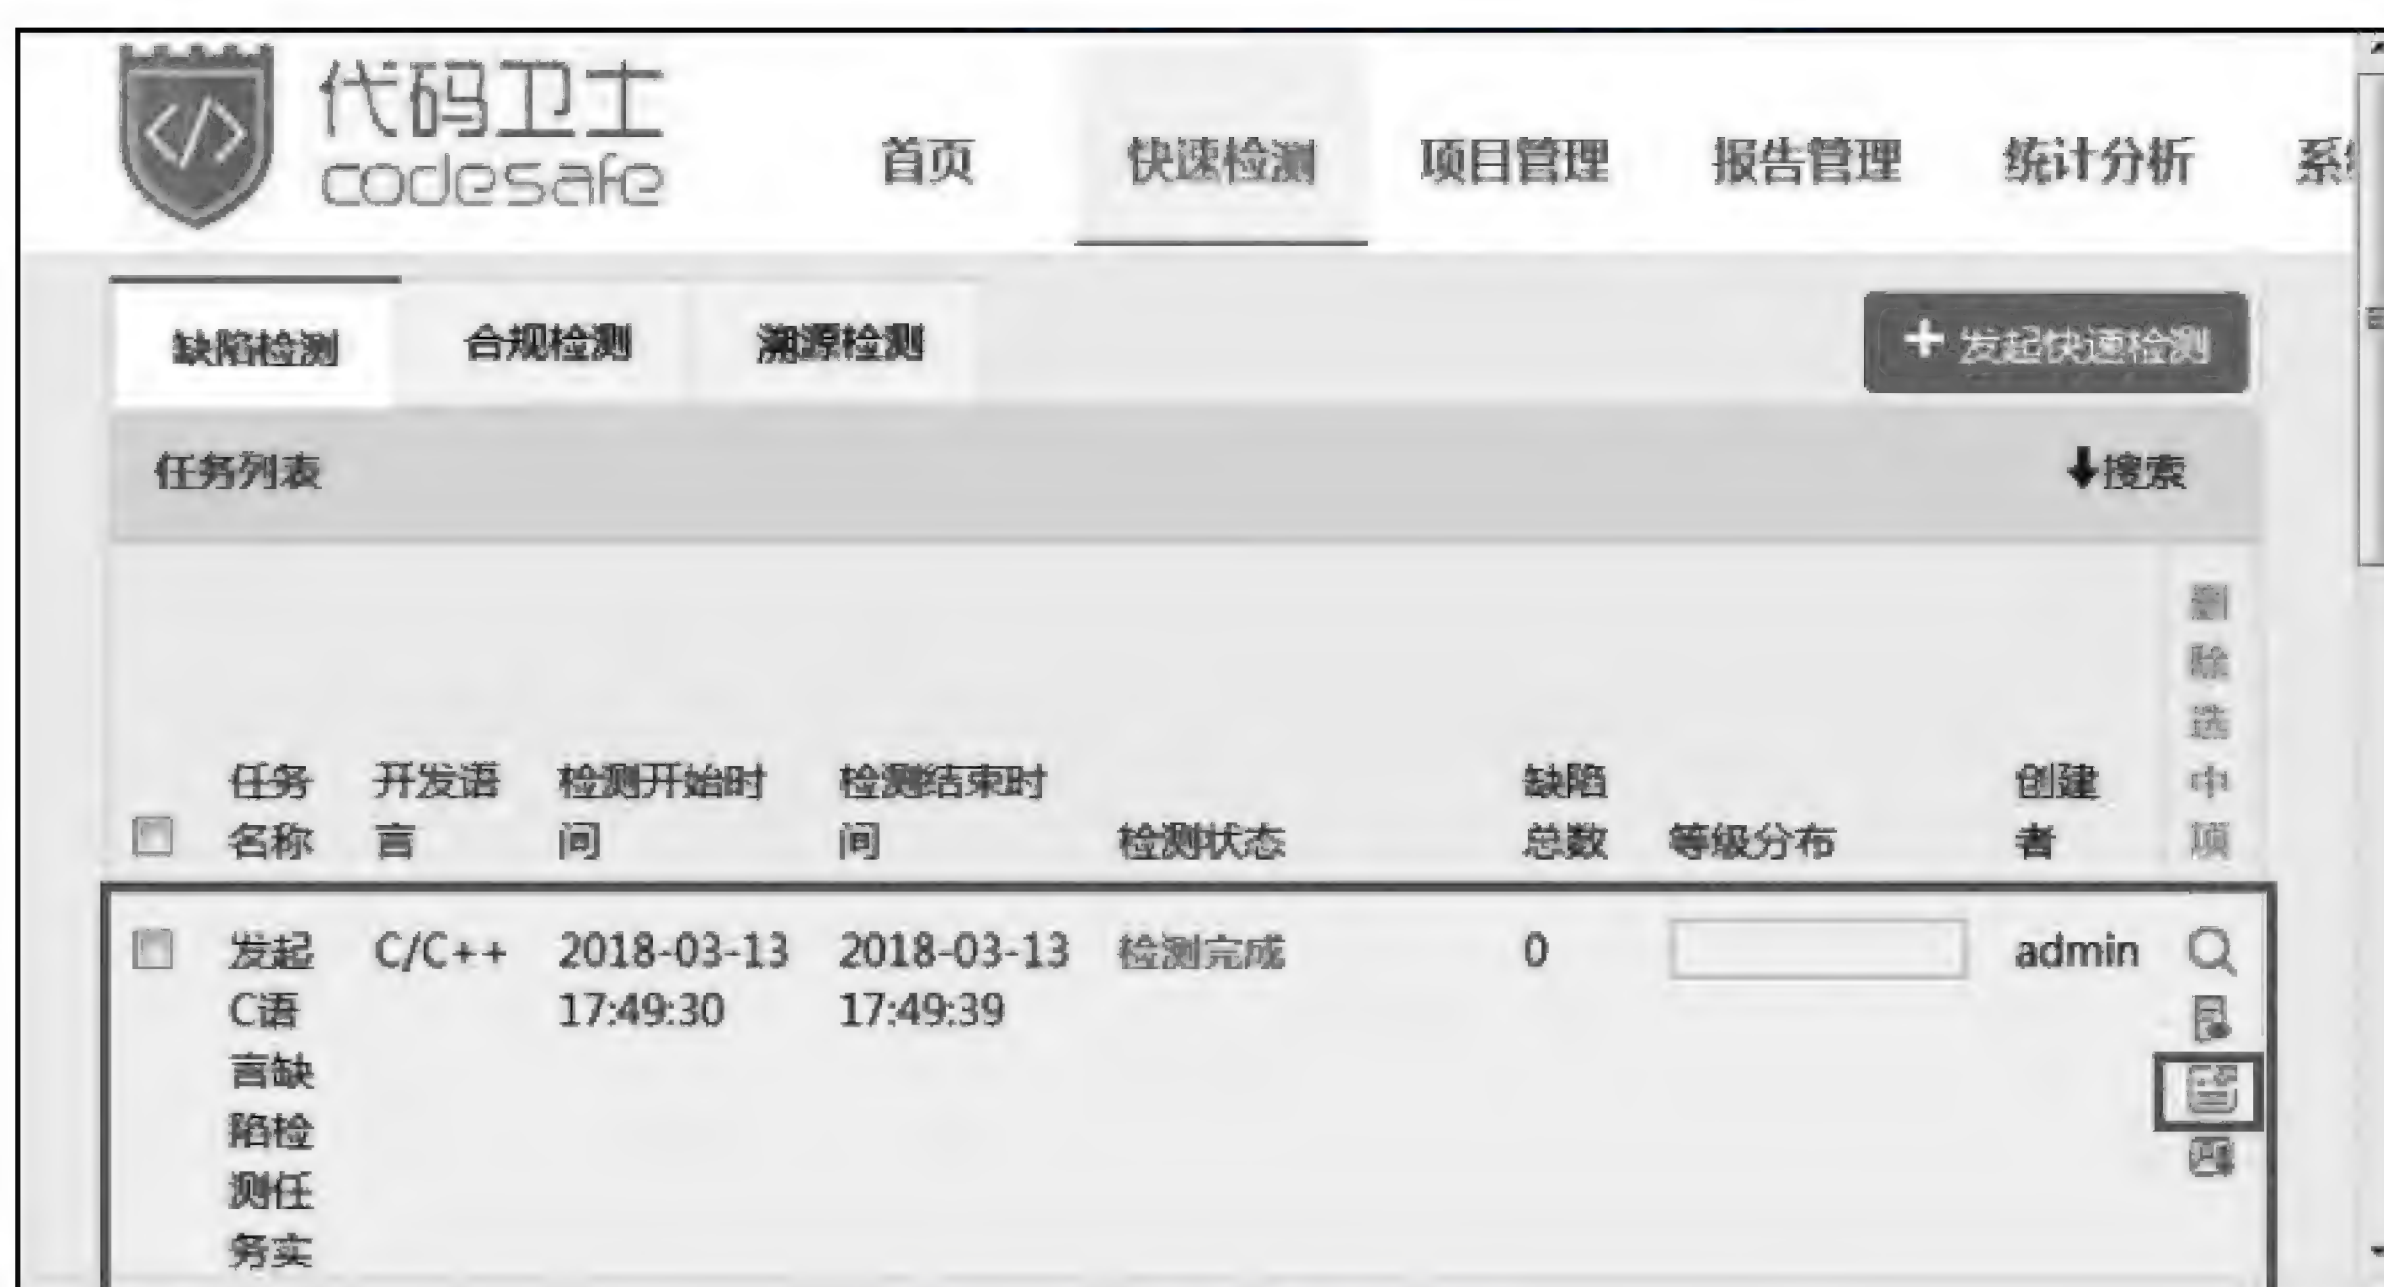 代码卫士
codesafe
首页 快速检测 项目管理 报告管理 统计分析 系
缺陷检测 合规检测 溯源检测 + 发起快速检测
任务列表 搜索
删
除
选
任务 开发语 检测开始时 检测结束时 缺陷 创建 中
名称 言 间 间 检测状态 总数 等级分布 者 项
发起 C/C++ 2018-03-13 2018-03-13 检测完成 0 admin
C语 17:49:30 17:49:39
言缺
陷检
测任
务实